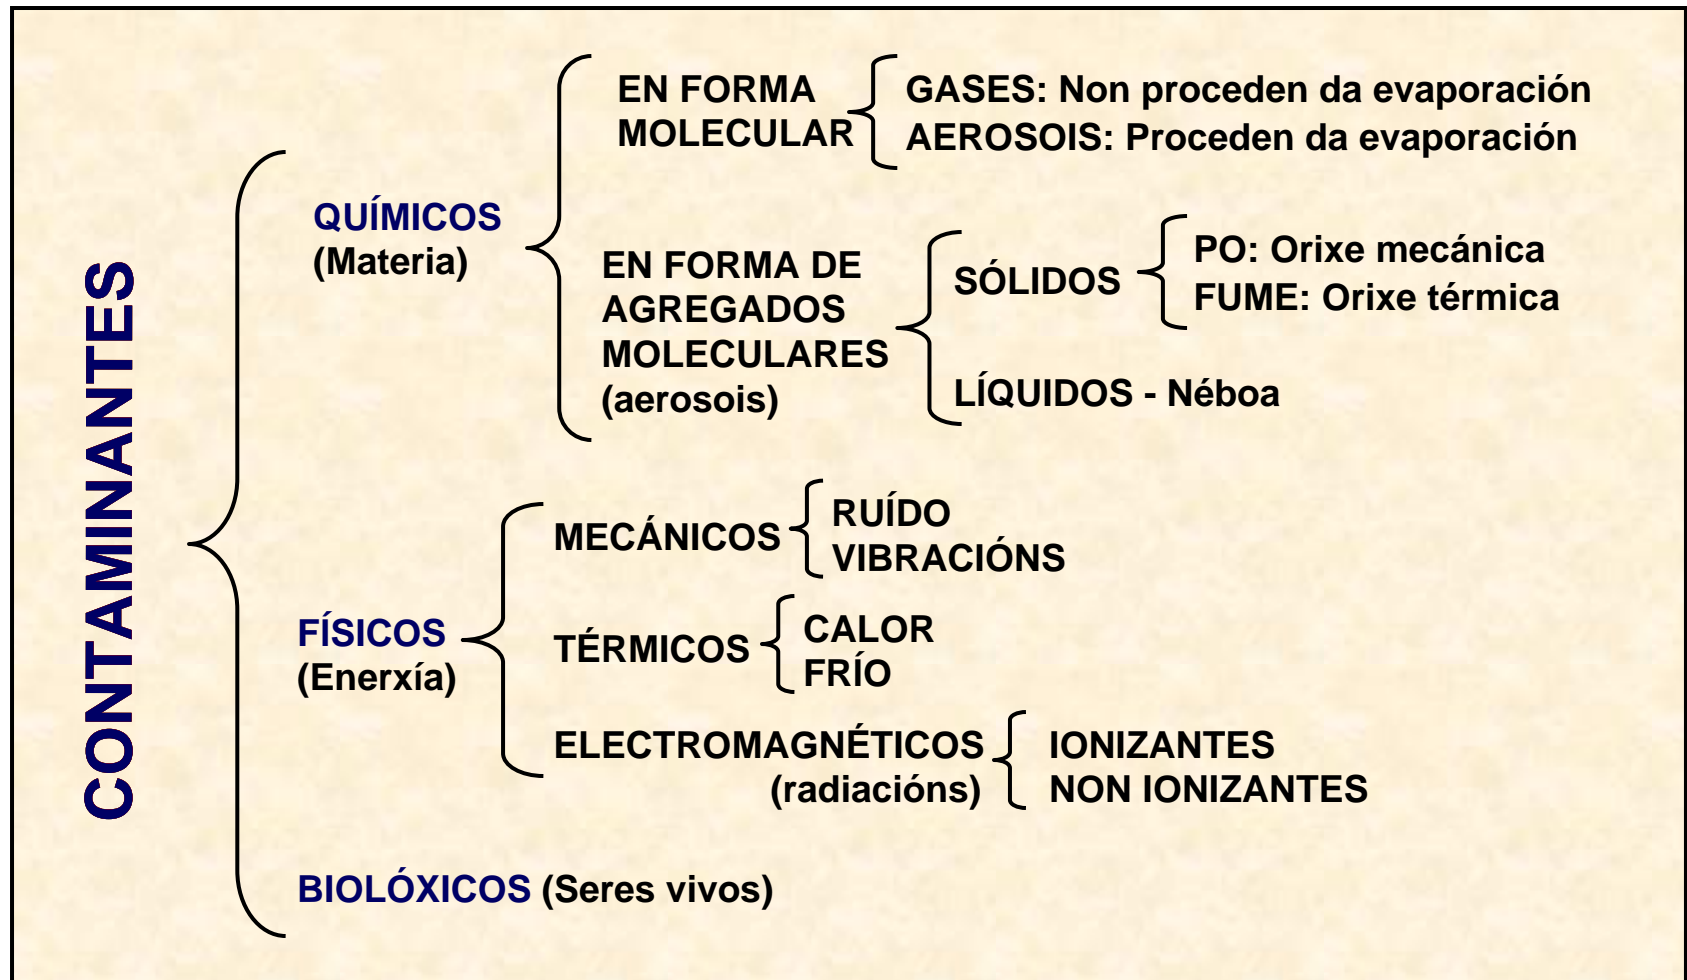 CONTAMINANTES
QUÍMICOS
(Materia)
EN FORMA
MOLECULAR
GASES: Non proceden da evaporación
AEROSOIS: Proceden da evaporación
EN FORMA DE
AGREGADOS
MOLECULARES
(aerosois)
SÓLIDOS
PO: Orixe mecánica
FUME: Orixe térmica
LÍQUIDOS - Néboa
FÍSICOS
(Enerxía)
MECÁNICOS
RUÍDO
VIBRACIÓNS
TÉRMICOS
CALOR
FRÍO
ELECTROMAGNÉTICOS
(radiacións)
IONIZANTES
NON IONIZANTES
BIOLÓXICOS (Seres vivos)